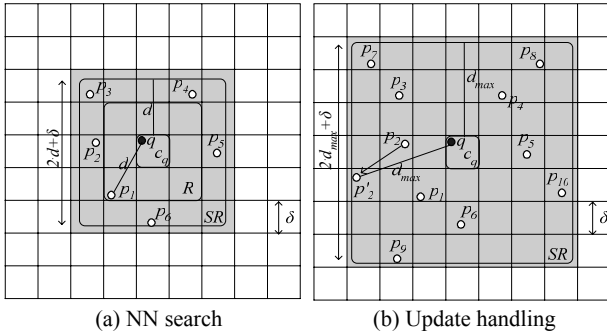 p3
p4
d
2d+δ
q
p2
d
cq
p5
p1
R
p6
SR
δ
(a) NN search
p7
p8
dmax
p3
p4
2dmax+δ
p2
q
cq
p5
p'2
dmax
p1
p10
p6
δ
p9
SR
(b) Update handling